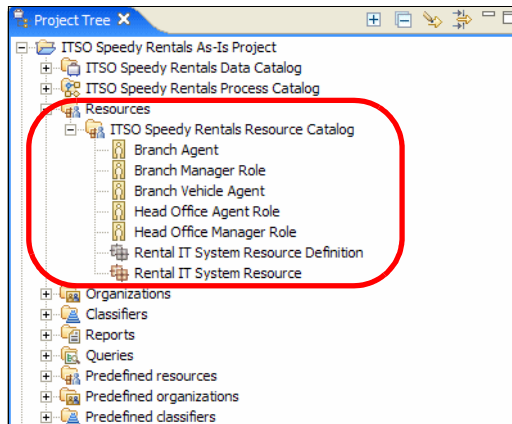 Project Tree
ITSO Speedy Rentals As-Is Project
ITSO Speedy Rentals Data Catalog
ITSO Speedy Rentals Process Catalog
Resources
ITSO Speedy Rentals Resource Catalog
Branch Agent
Branch Manager Role
Branch Vehicle Agent
Head Office Agent Role
Head Office Manager Role
Rental IT System Resource Definition
Rental IT System Resource
Organizations
Classifiers
Reports
Queries
Predefined resources
Predefined organizations
Predefined classifiers